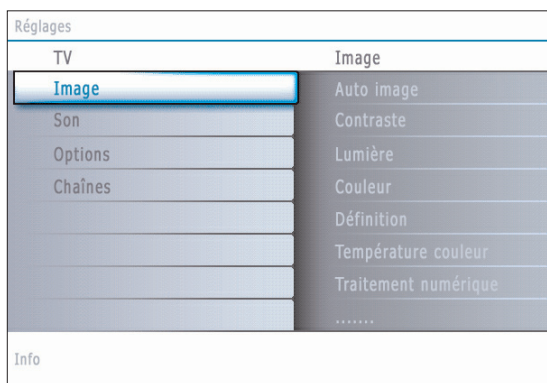 Réglages
TV
Image
Image
Auto image
Son
Contraste
Options
Lumière
Chaînes
Couleur
Définition
Température couleur
Traitement numérique
.......
Info